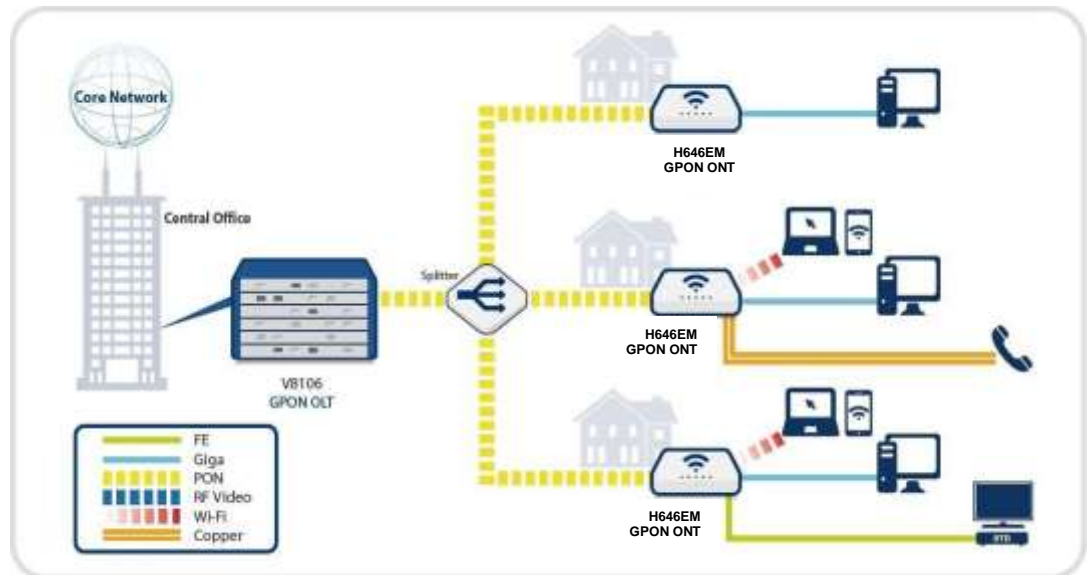 Core Network
Central Office
V8106
GPON OLT
Splitter
H646EM
GPON ONT
H646EM
GPON ONT
H646EM
GPON ONT
STB
FE
Giga
PON
RF Video
Wi-Fi
Copper